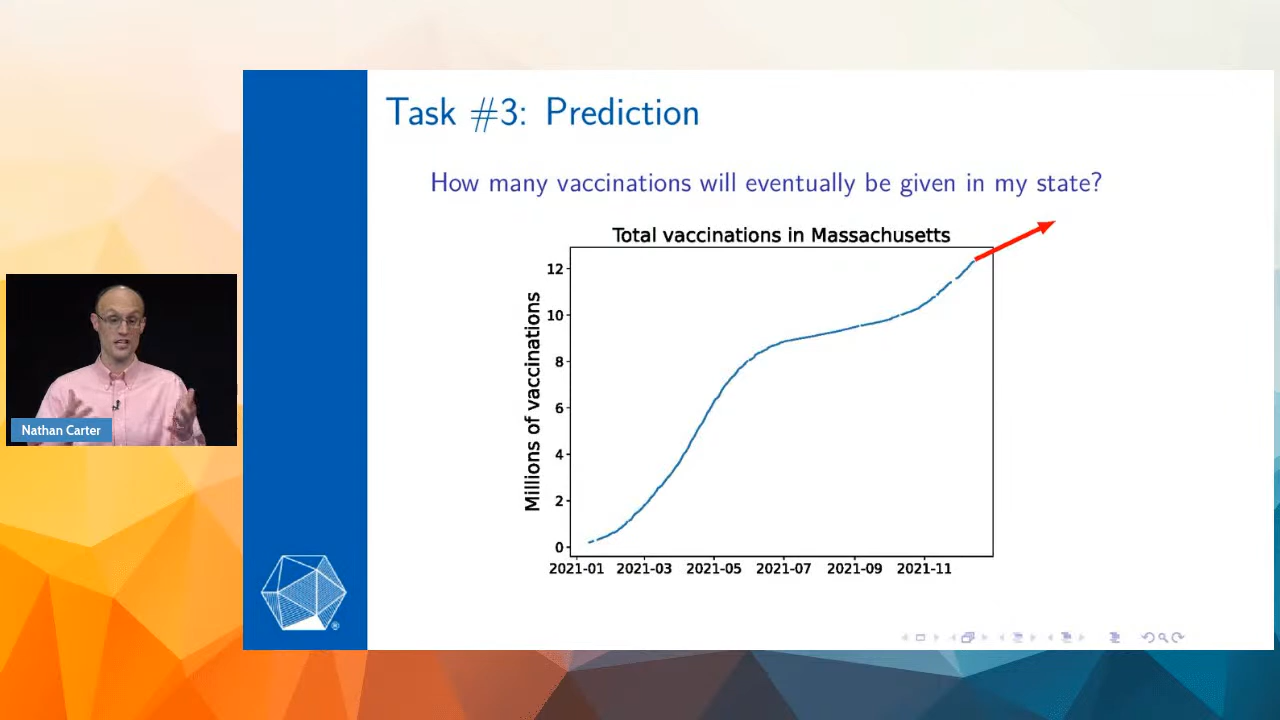 Task #3: Prediction
How many vaccinations will eventually be given in my state?
Total vaccinations in Massachusetts
Millions of vaccinations
12
10
8
6
4
2
0
2021-01 2021-03 2021-05 2021-07 2021-09 2021-11
Nathan Carter
®